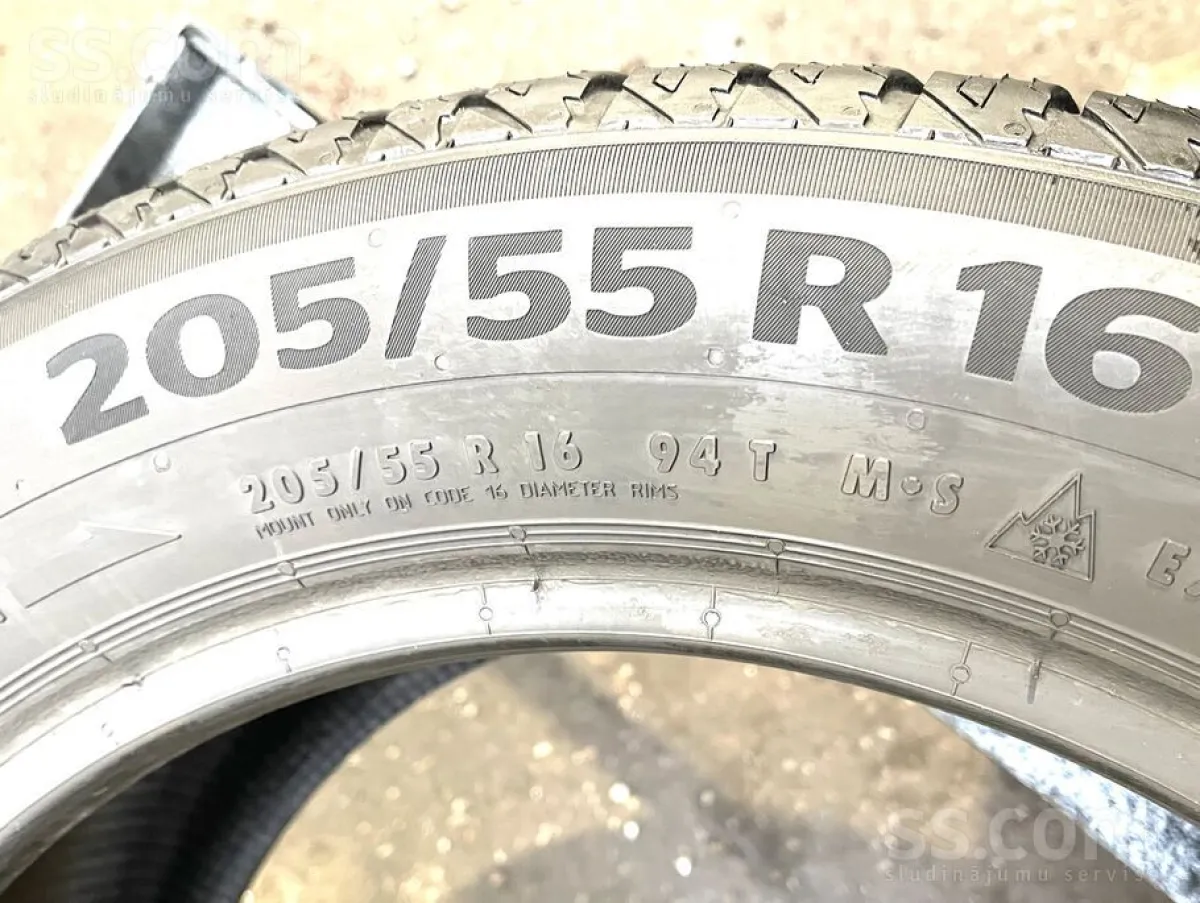 ss.com
sludinājumu serviss
205/55 R 16
205/55 R 16 94 T M•S
MOUNT ONLY ON CODE 16 DIAMETER RIMS
ss.com
sludinājumu serviss